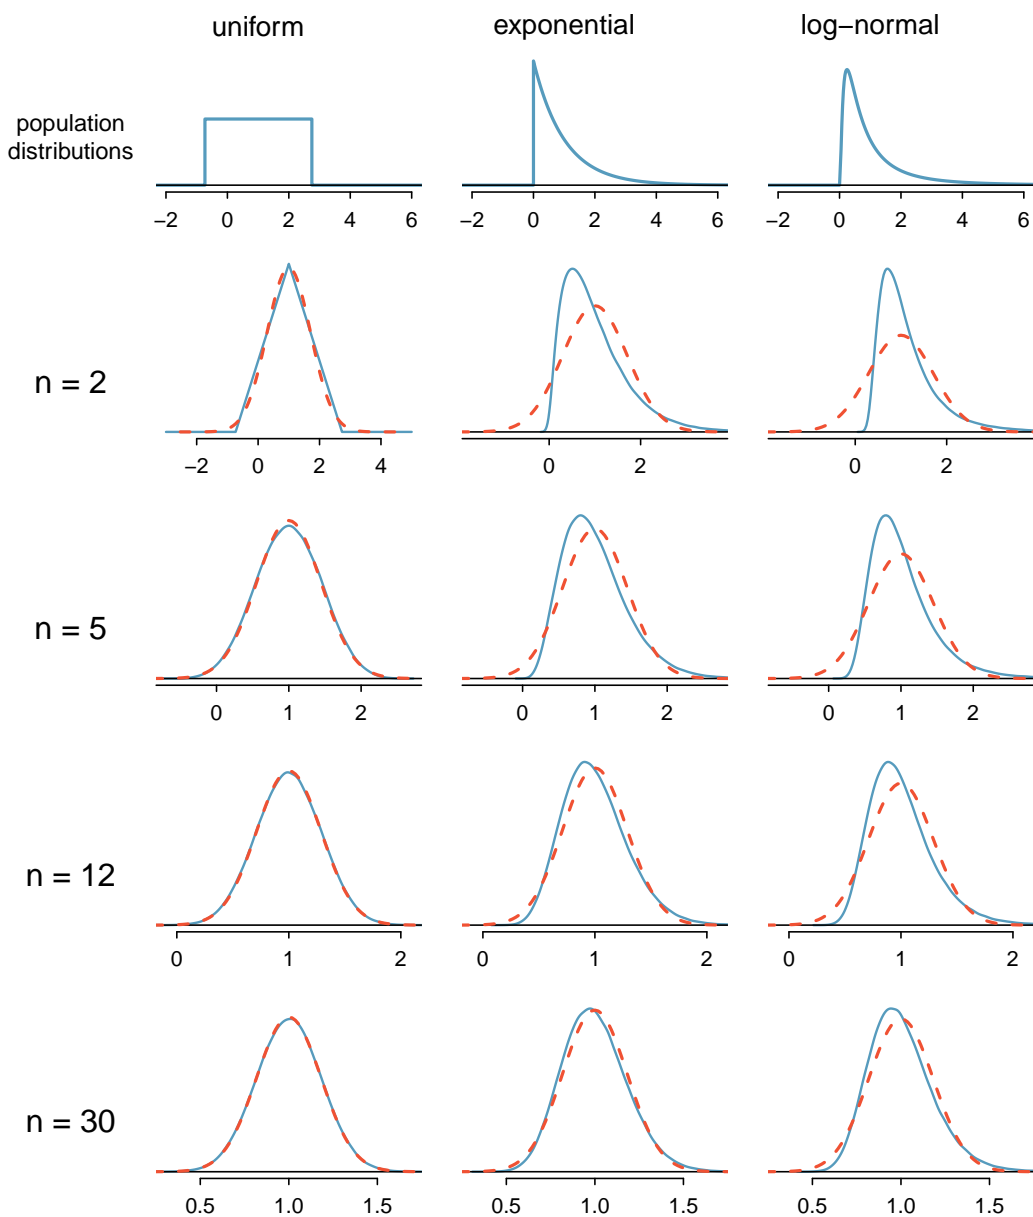 uniform
exponential
log−normal
population
distributions
−2 0 2 4 6
−2 0 2 4 6
−2 0 2 4 6
n = 2
−2 0 2 4
0 2
0 2
n = 5
0 1 2
0 1 2
0 1 2
n = 12
0 1 2
0 1 2
0 1 2
n = 30
0.5 1.0 1.5
0.5 1.0 1.5
0.5 1.0 1.5